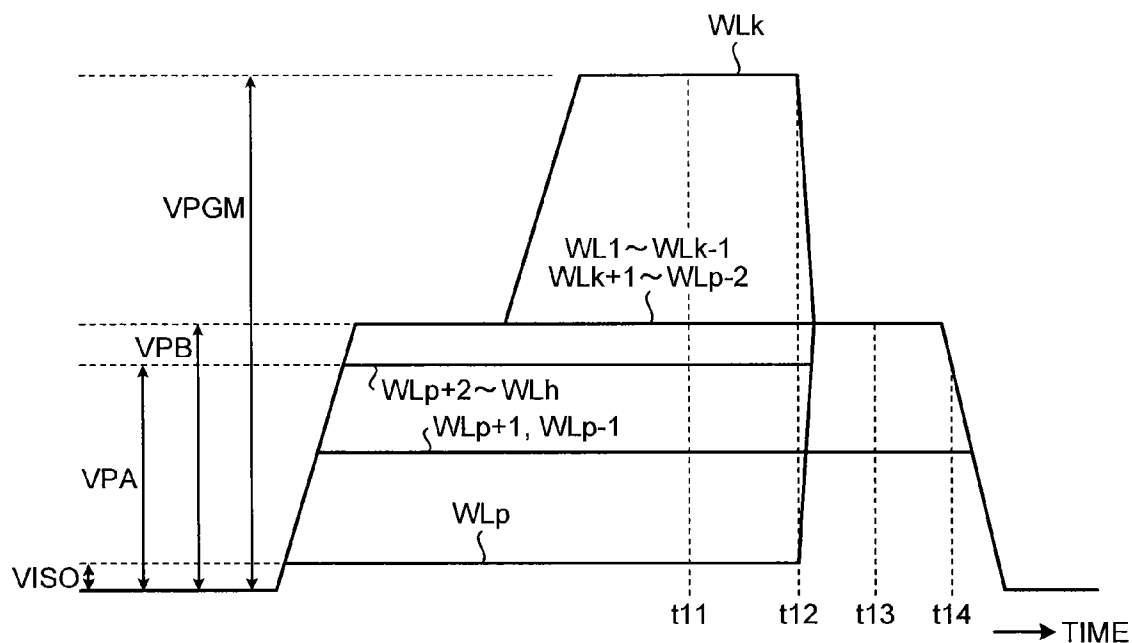 WLk
VPGM
WL1～WLk-1
WLk+1～WLp-2
VPB
WLp+2～WLh
WLp+1, WLp-1
VPA
WLp
VISO
t11 t12 t13 t14
TIME